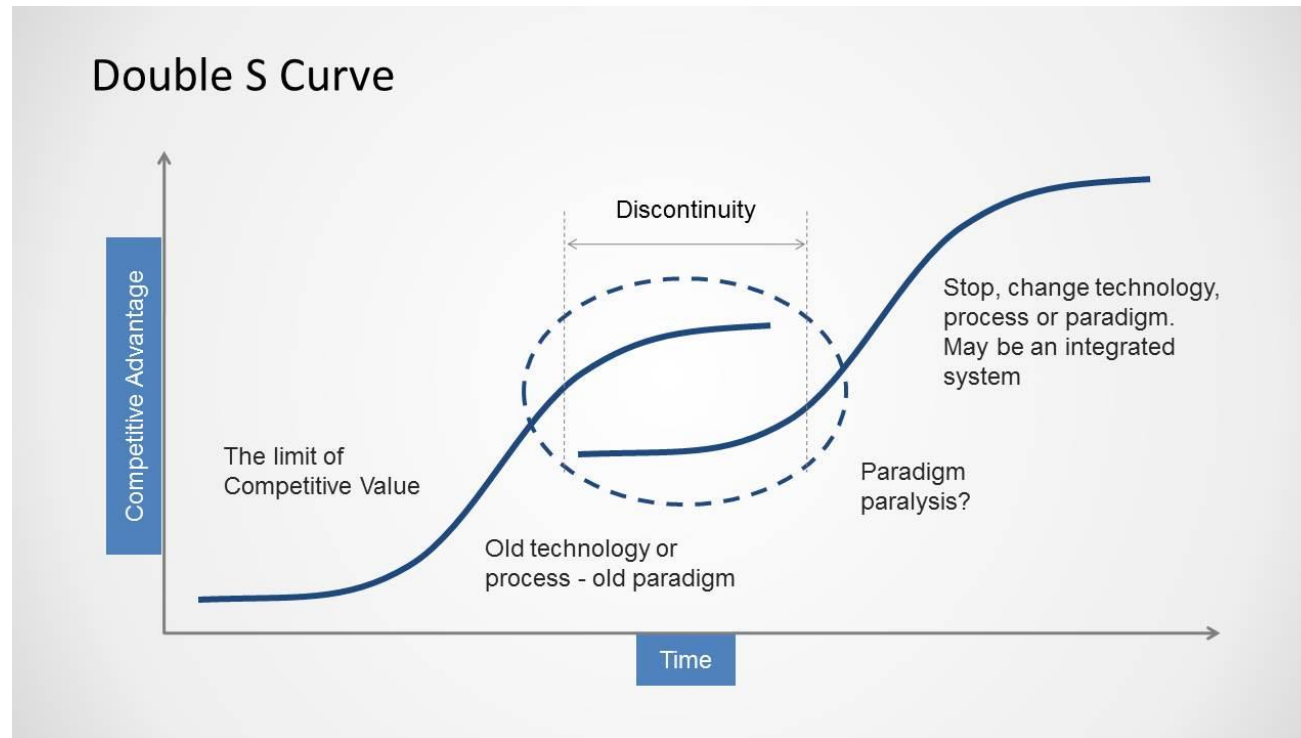 Double S Curve
Discontinuity
Competitive Advantage
Stop, change technology,
process or paradigm.
May be an integrated
system
The limit of
Competitive Value
Paradigm
paralysis?
Old technology or
process - old paradigm
Time